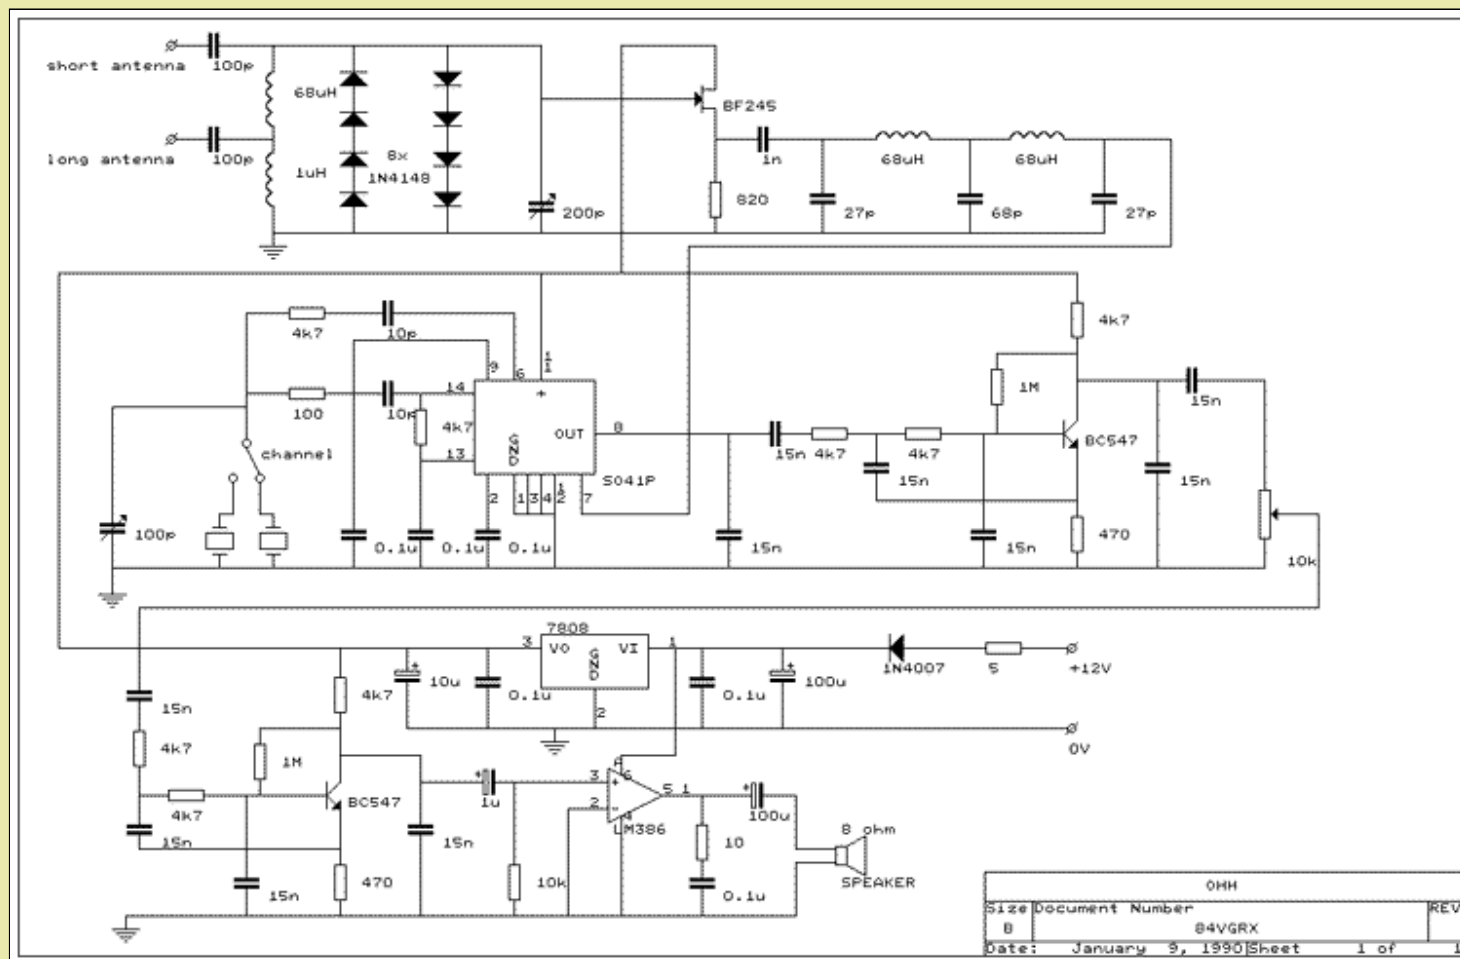 short antenna
100p
68uH
long antenna
100p
1uH
8x
1N4148
200p
BF245
820
1n
27p
68uH
68p
68uH
27p
4k7
10p
100
10p
14
9
6
11
+
4k7
GND
OUT
8
13
S041P
2
1
3
4
12
7
channel
100p
0.1u
0.1u
0.1u
15n
15n
4k7
4k7
15n
15n
4k7
1M
BC547
470
15n
15n
10k
7808
3
VO
GND
VI
1
2
10u
+
0.1u
0.1u
100u
+
1N4007
5
+12V
0V
15n
4k7
4k7
15n
15n
1M
4k7
BC547
470
15n
+
1u
10k
3
+
2
-
6
4
LM386
5
1
10
0.1u
+
100u
8 ohm
SPEAKER
OHH
Size
Document Number
REV
B
84VGRX
Date:
January 9, 1990
Sheet
1 of
1